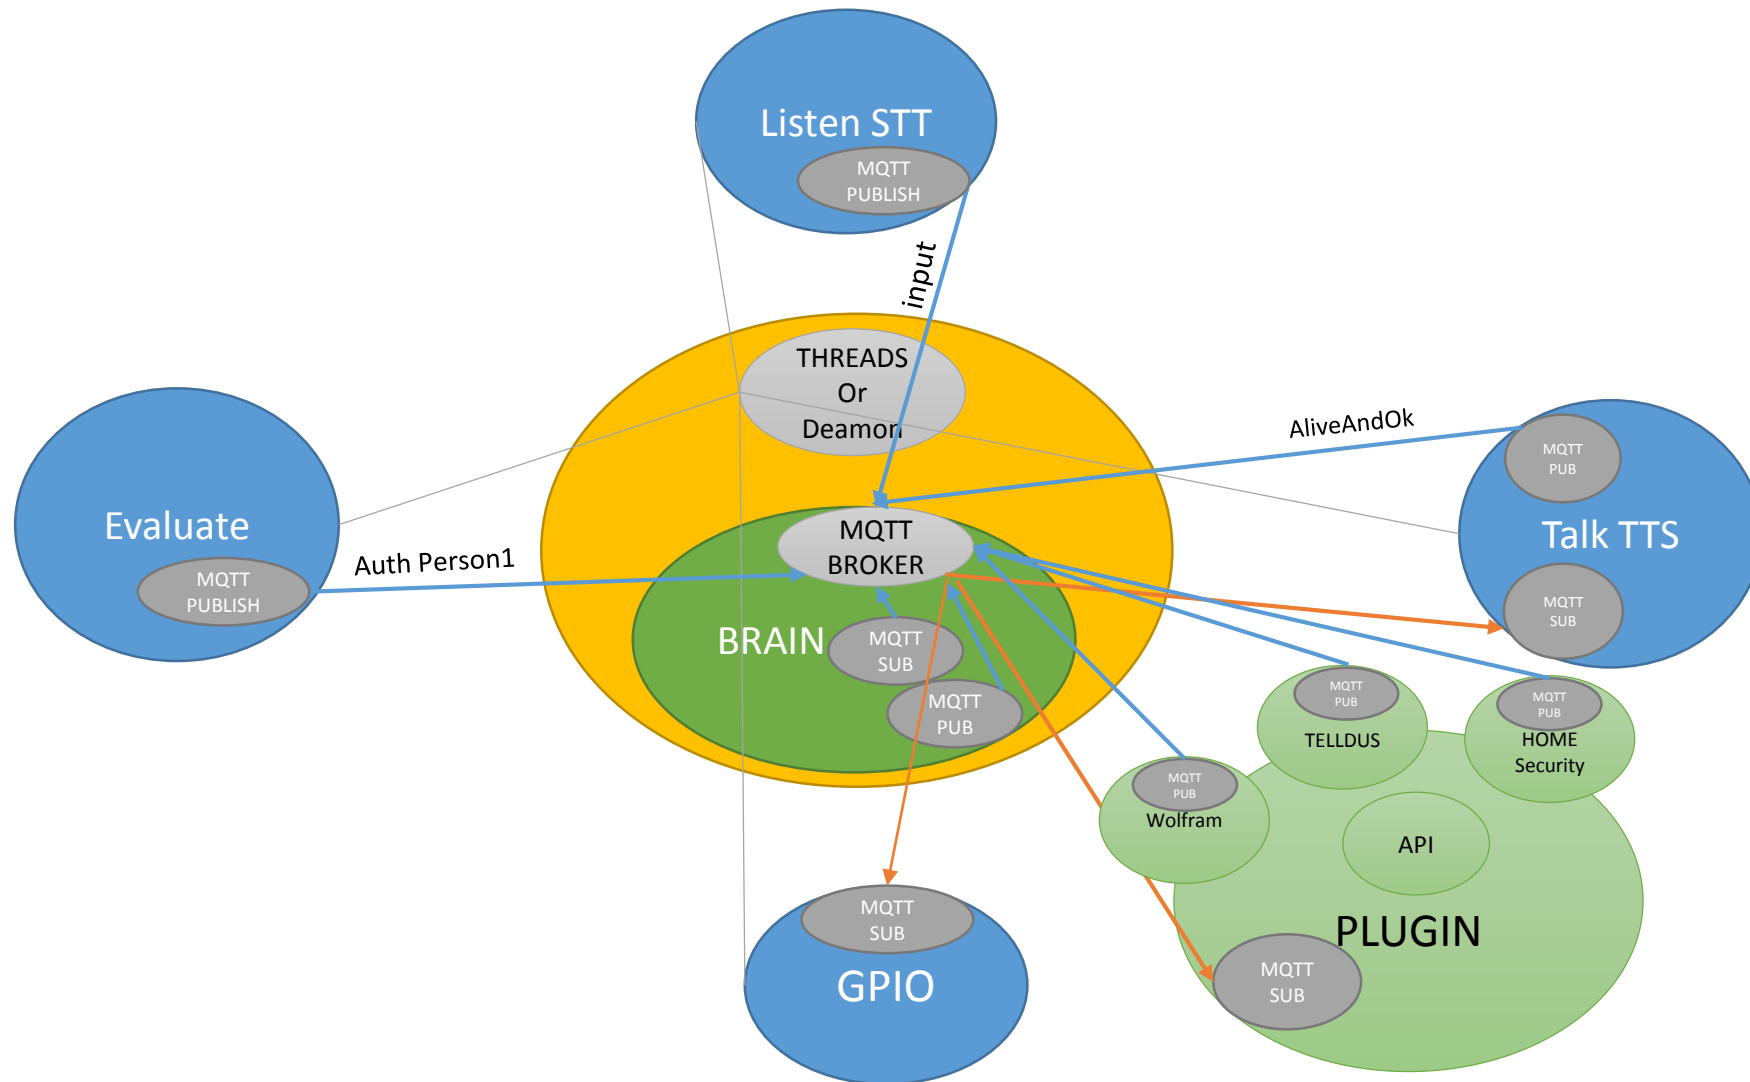 Listen STT
MQTT
PUBLISH
input
THREADS
Or
Deamon
AliveAndOk
MQTT
PUB
Talk TTS
MQTT
SUB
Evaluate
MQTT
PUBLISH
Auth Person1
MQTT
BROKER
BRAIN
MQTT
SUB
MQTT
PUB
MQTT
PUB
TELLDUS
MQTT
PUB
HOME
Security
MQTT
PUB
Wolfram
API
PLUGIN
MQTT
SUB
MQTT
SUB
GPIO